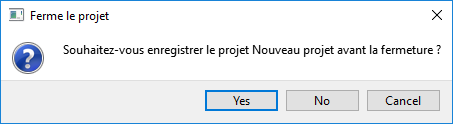 Ferme le projet
Souhaitez-vous enregistrer le projet Nouveau projet avant la fermeture ?
Yes
No
Cancel